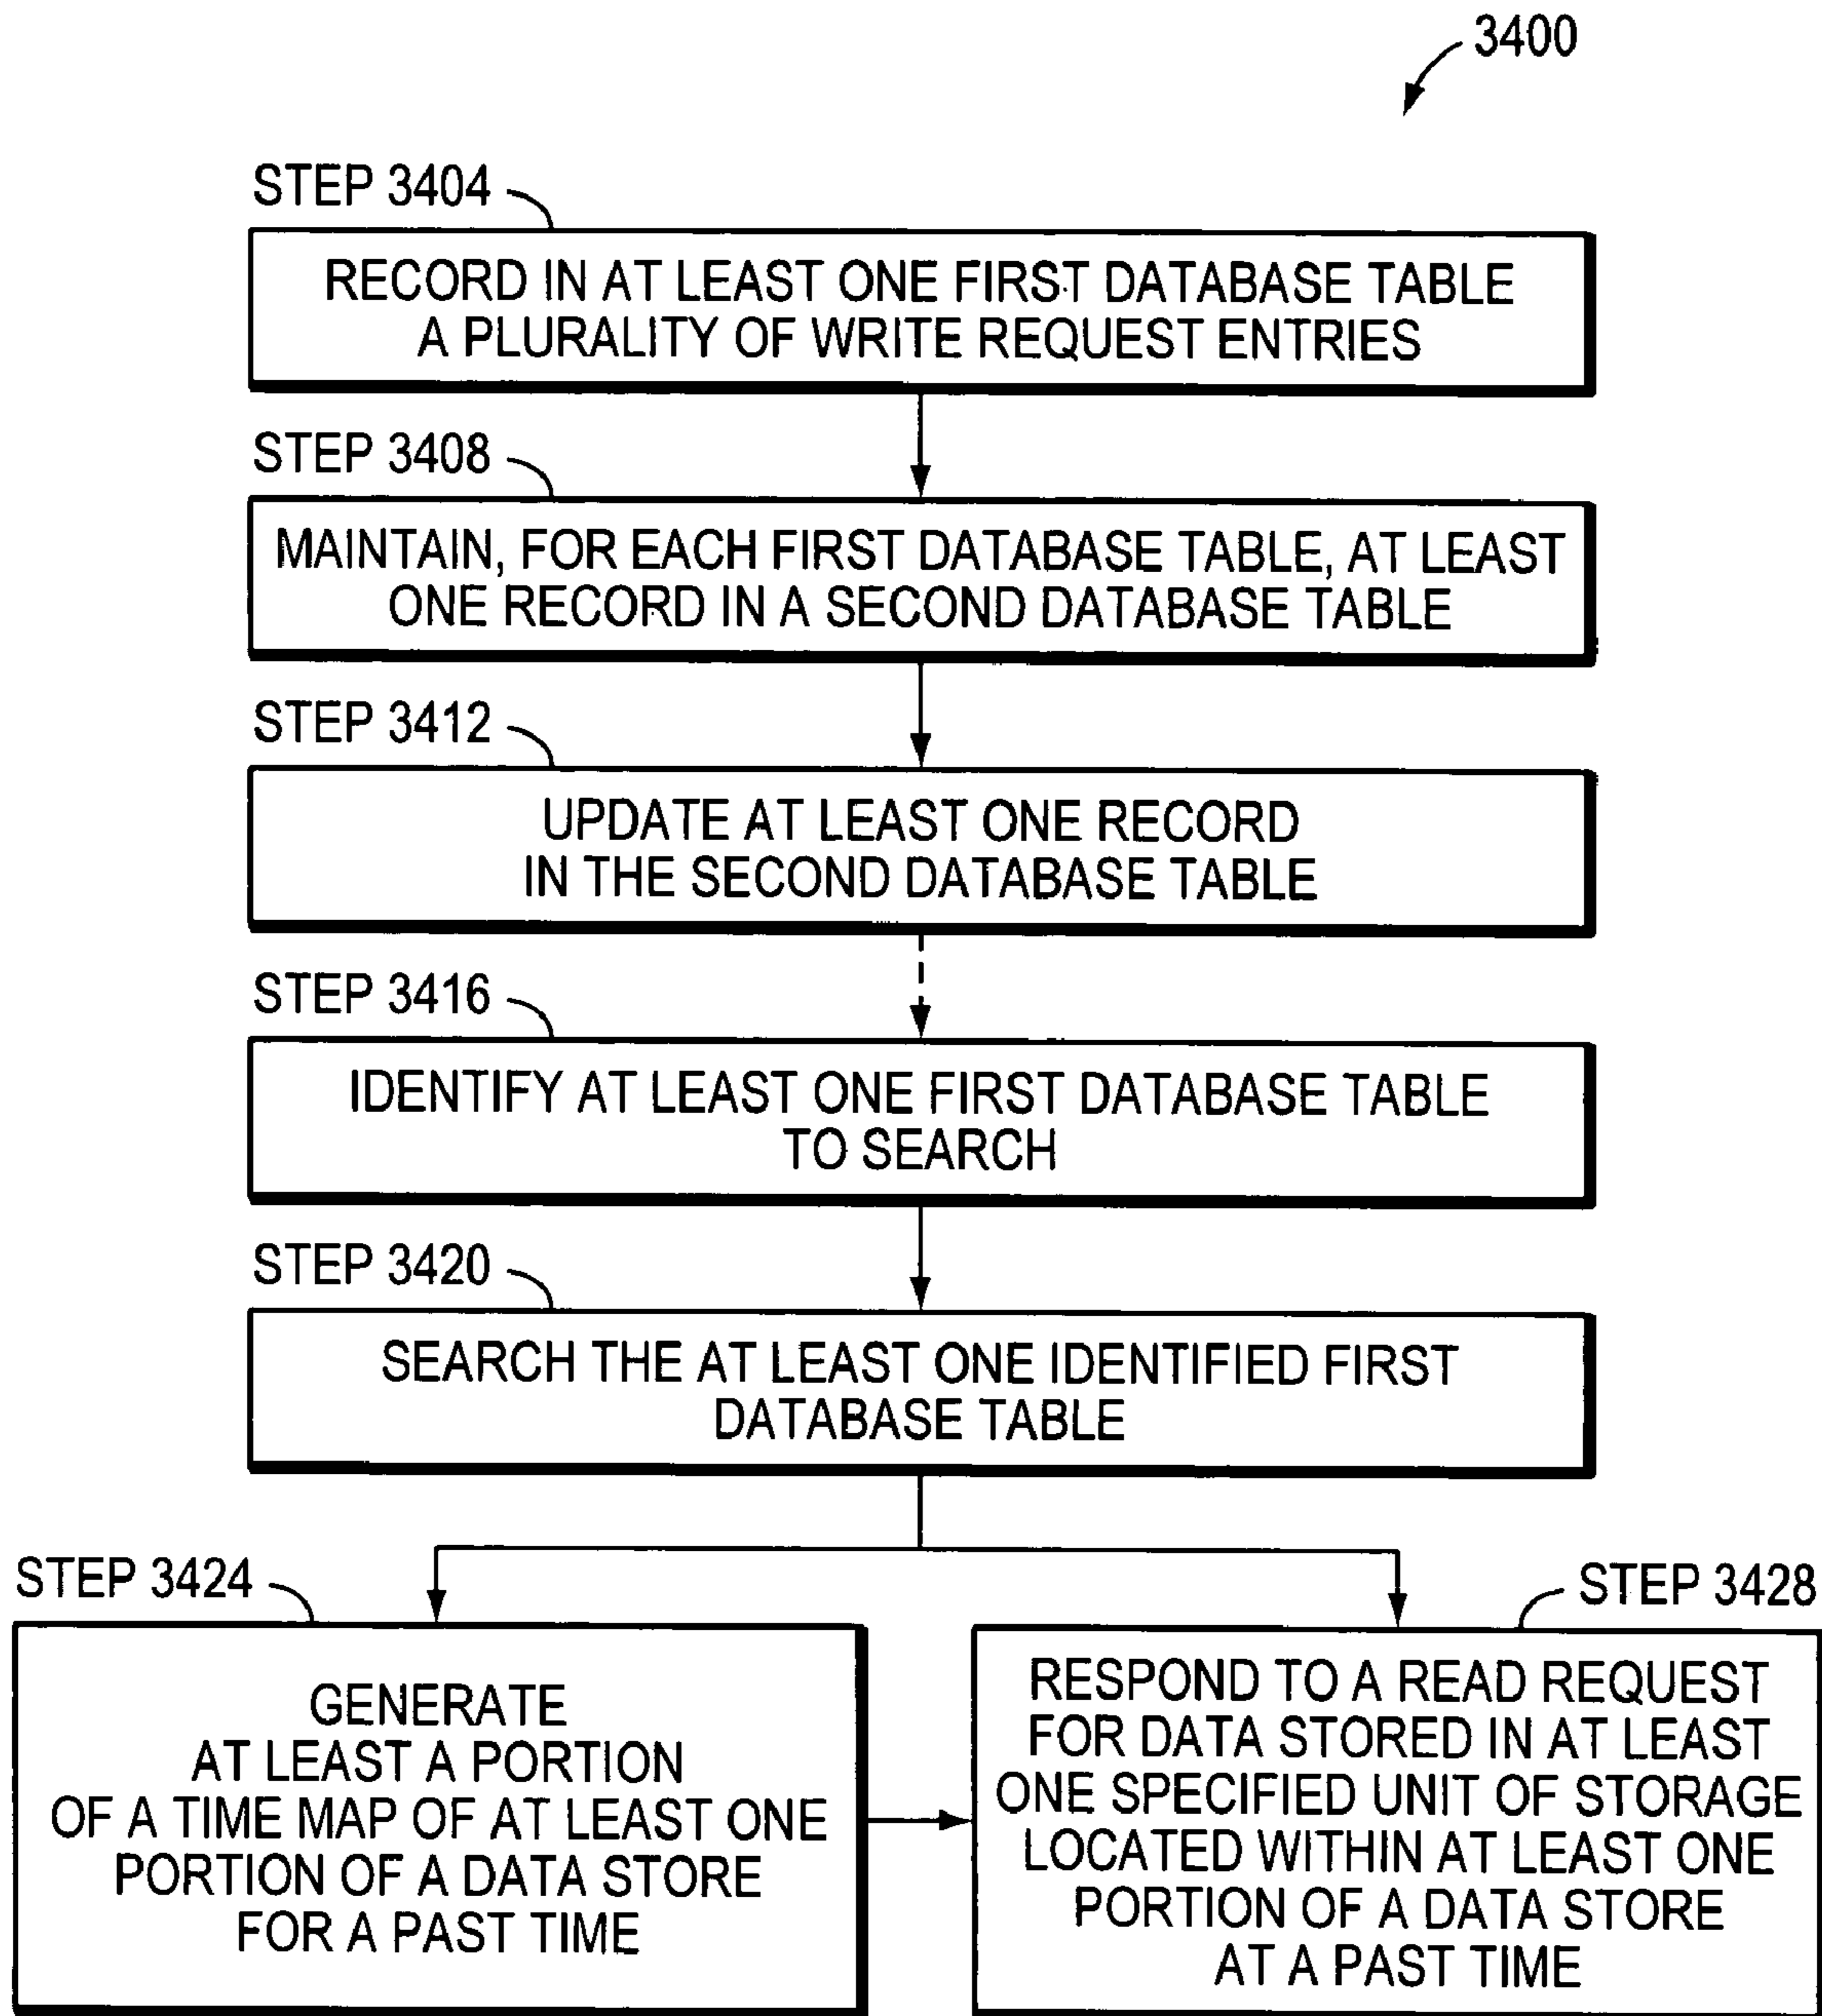 3400
STEP 3404
RECORD IN AT LEAST ONE FIRST DATABASE TABLE
A PLURALITY OF WRITE REQUEST ENTRIES
STEP 3408
MAINTAIN, FOR EACH FIRST DATABASE TABLE, AT LEAST
ONE RECORD IN A SECOND DATABASE TABLE
STEP 3412
UPDATE AT LEAST ONE RECORD
IN THE SECOND DATABASE TABLE
STEP 3416
IDENTIFY AT LEAST ONE FIRST DATABASE TABLE
TO SEARCH
STEP 3420
SEARCH THE AT LEAST ONE IDENTIFIED FIRST
DATABASE TABLE
STEP 3424
GENERATE
AT LEAST A PORTION
OF A TIME MAP OF AT LEAST ONE
PORTION OF A DATA STORE
FOR A PAST TIME
STEP 3428
RESPOND TO A READ REQUEST
FOR DATA STORED IN AT LEAST
ONE SPECIFIED UNIT OF STORAGE
LOCATED WITHIN AT LEAST ONE
PORTION OF A DATA STORE
AT A PAST TIME